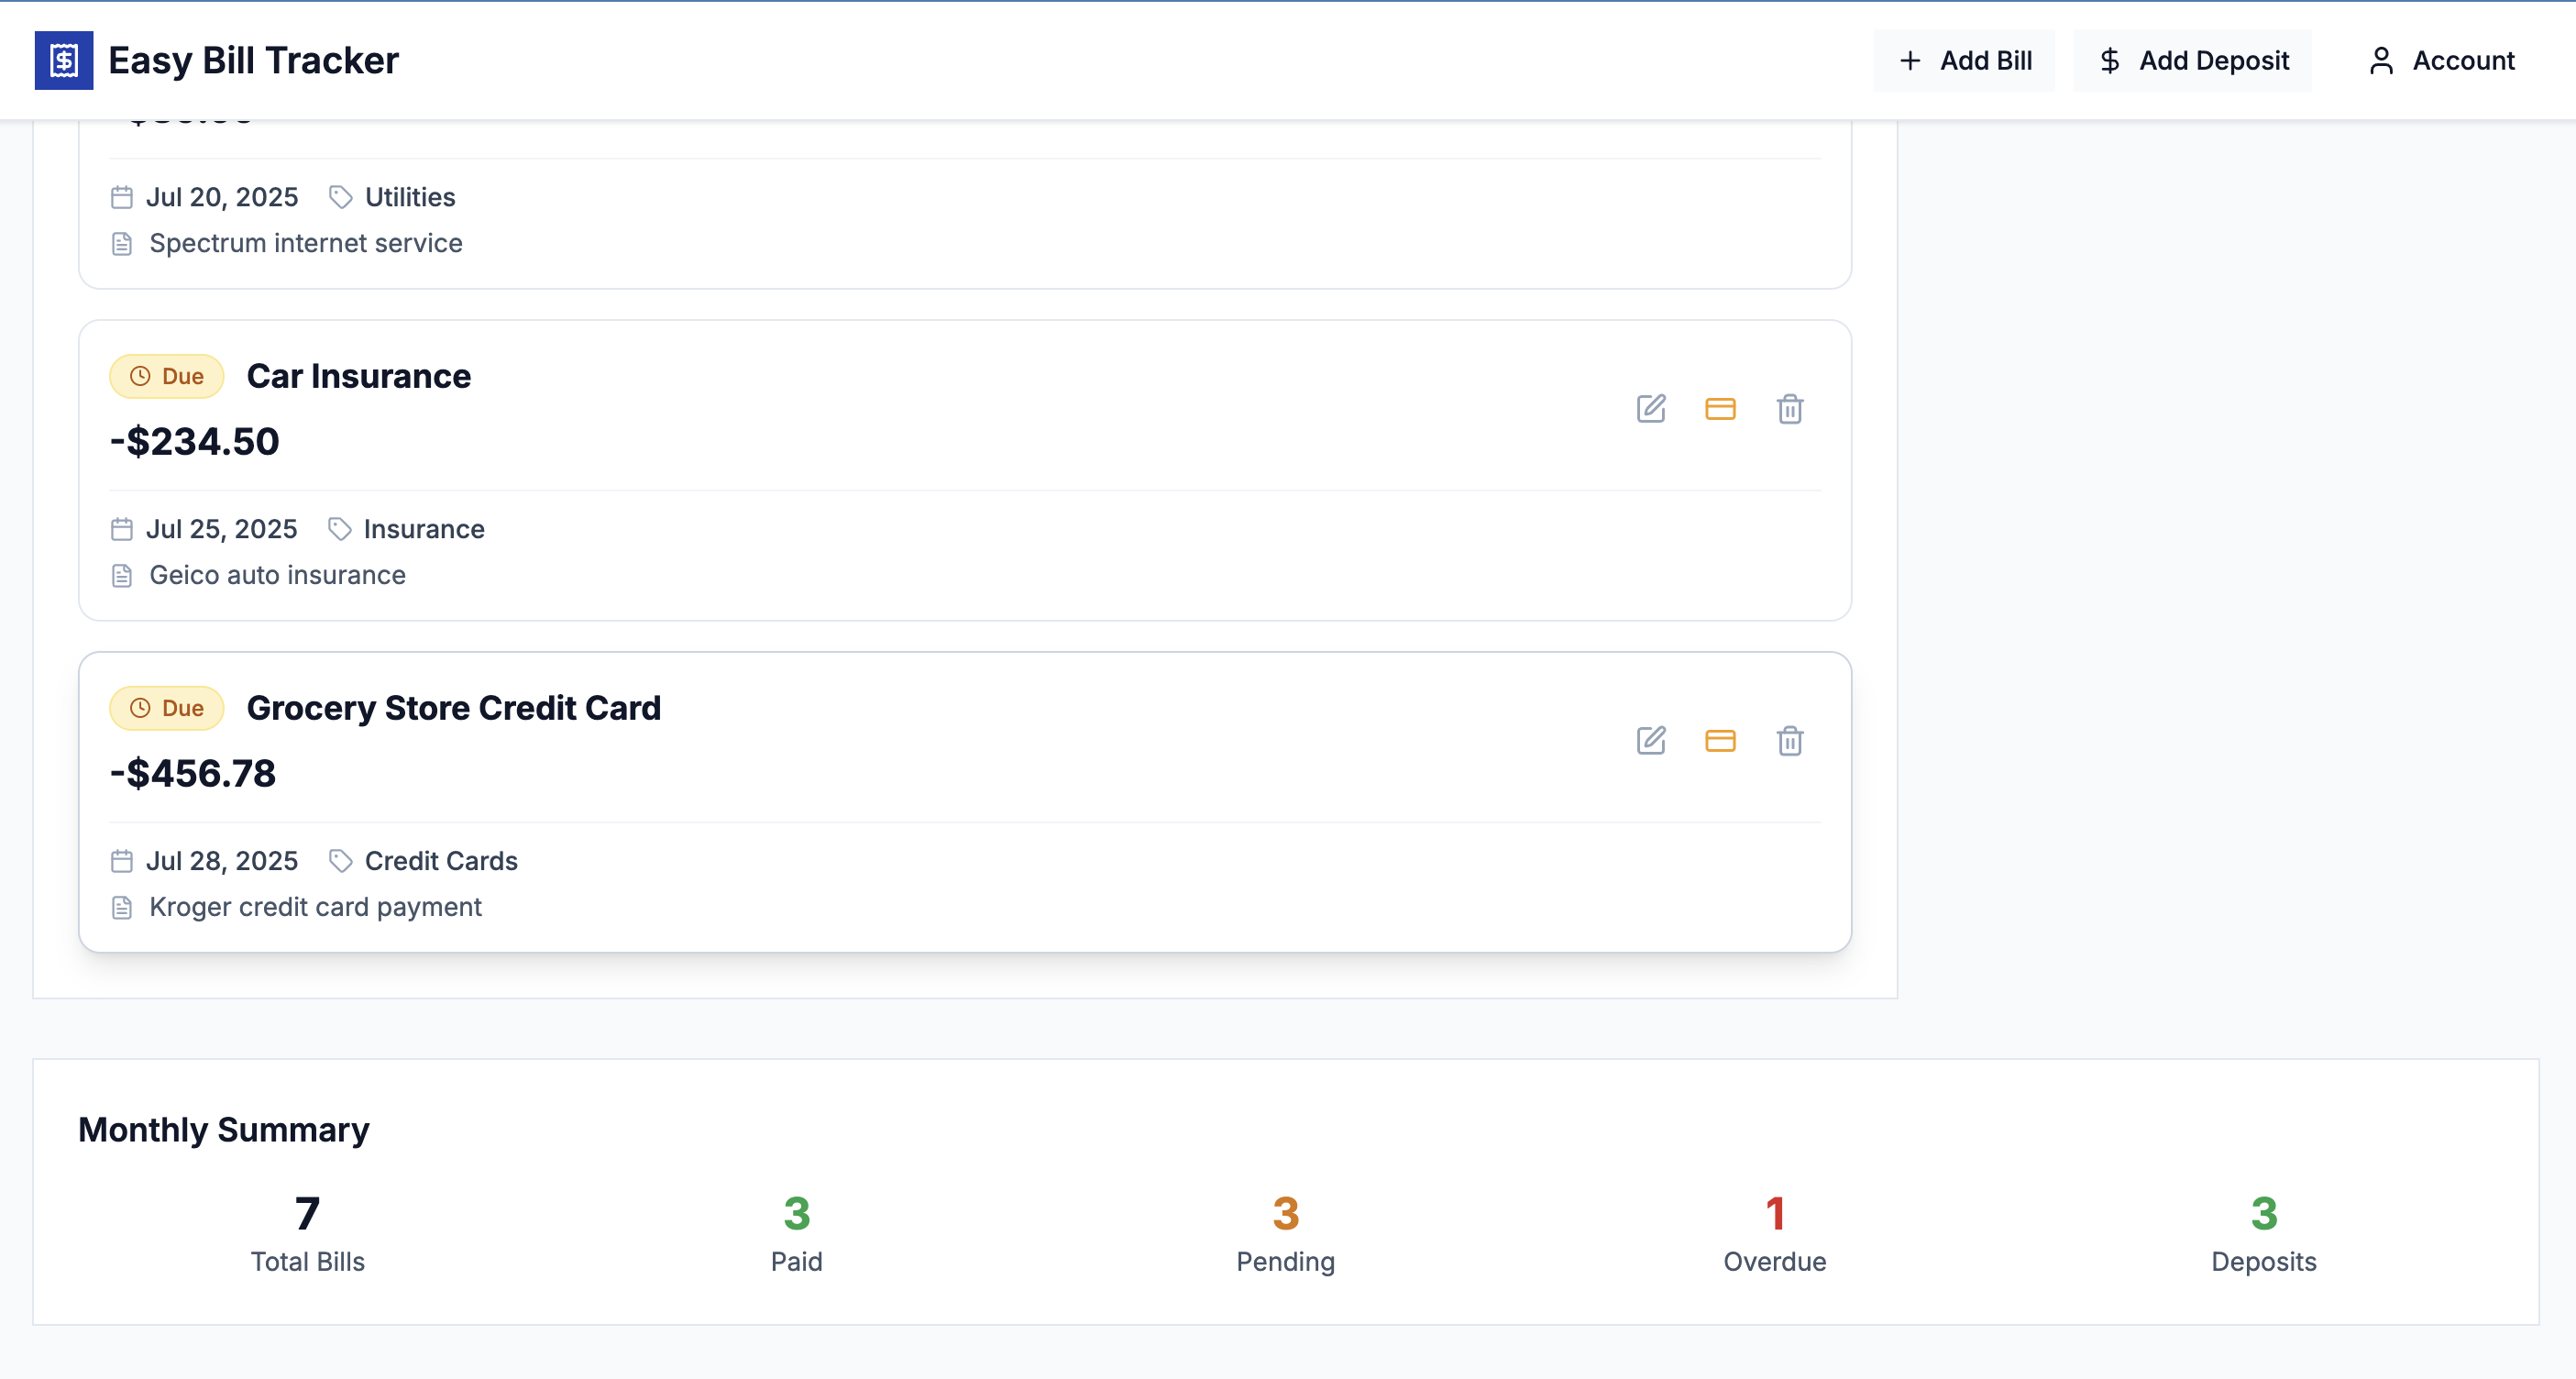 Easy Bill Tracker
Add Bill
Add Deposit
Account
Jul 20, 2025 Utilities
Spectrum internet service
Due Car Insurance
-$234.50
Jul 25, 2025 Insurance
Geico auto insurance
Due Grocery Store Credit Card
-$456.78
Jul 28, 2025 Credit Cards
Kroger credit card payment
Monthly Summary
7 3 3 1 3
Total Bills Paid Pending Overdue Deposits